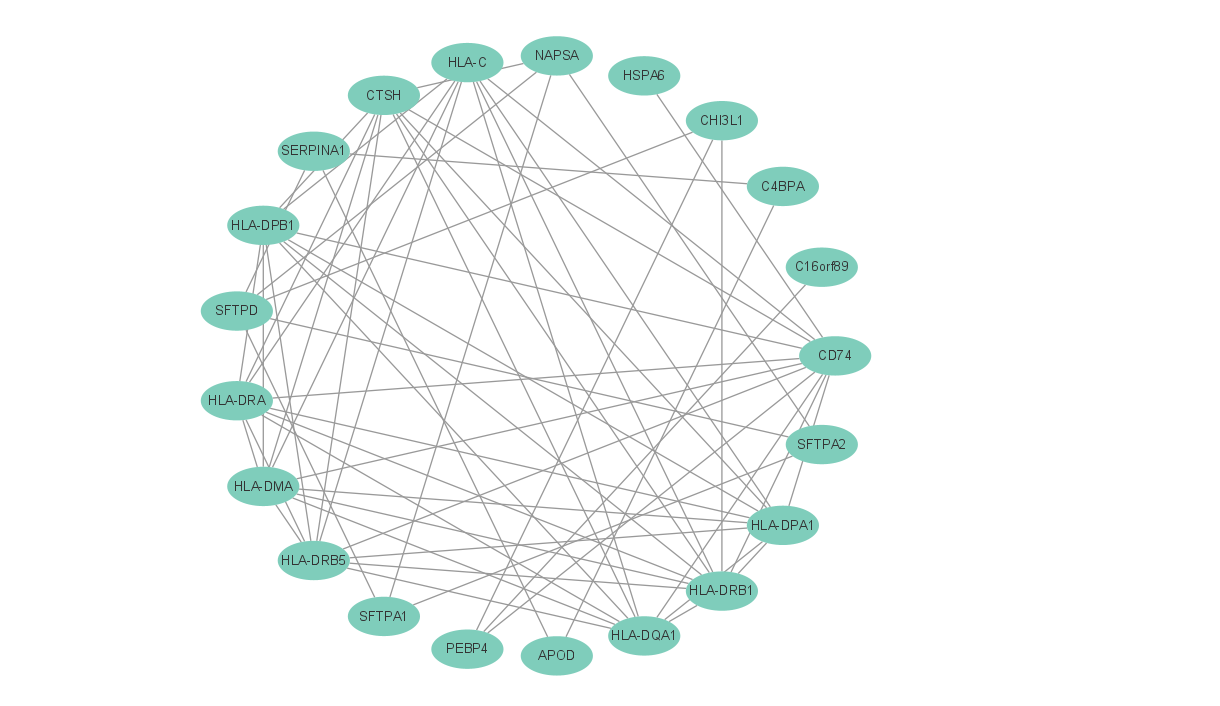 NAPSA
HLA-C
HSPA6
CTSH
CHI3L1
SERPINA1
C4BPA
HLA-DPB1
C16orf89
SFTPD
CD74
HLA-DRA
SFTPA2
HLA-DMA
HLA-DPA1
HLA-DRB5
HLA-DRB1
SFTPA1
HLA-DQA1
PEBP4
APOD